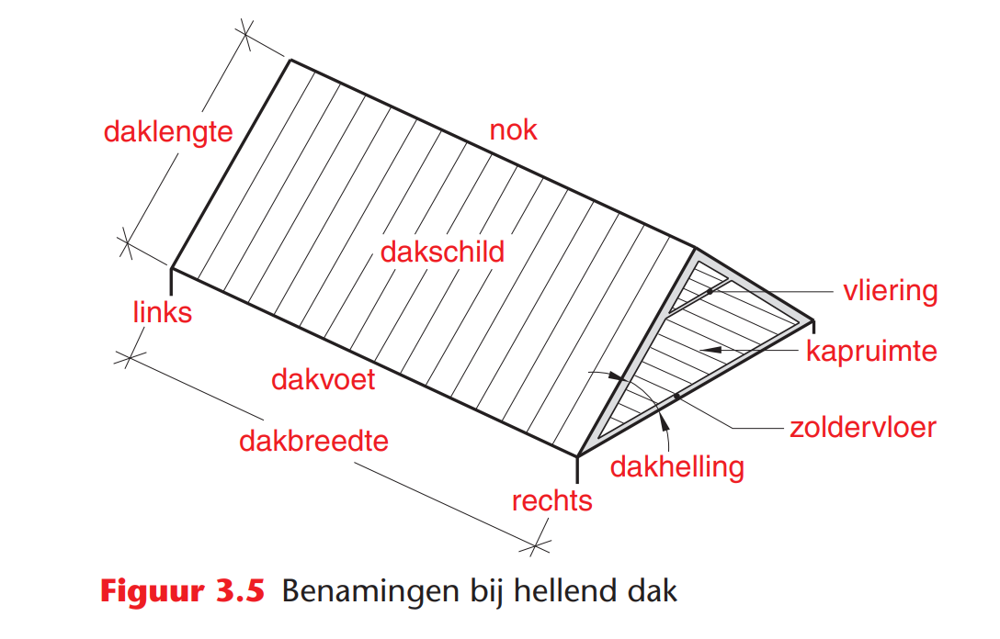 daklengte
nok
dakschild
vliering
links
kapruimte
dakvoet
zoldervloer
dakbreedte
dakhelling
rechts
Figuur 3.5 Benamingen bij hellend dak